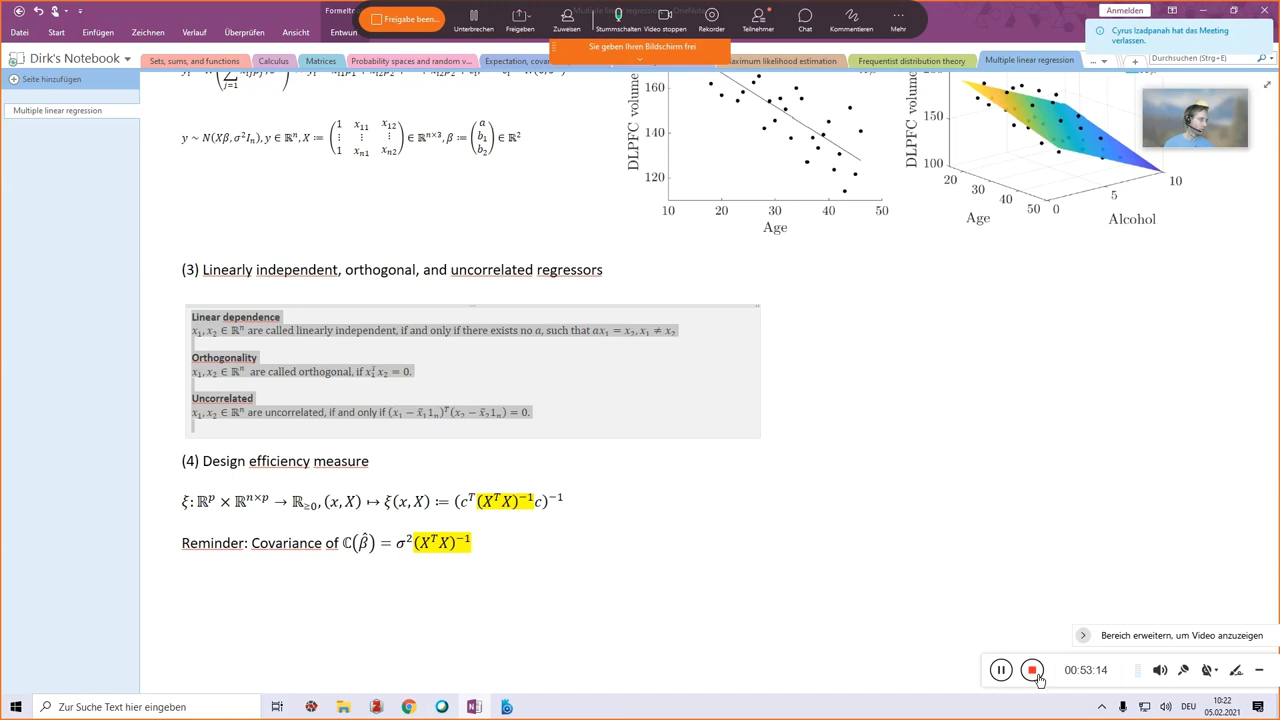 Formeltre
Freigabe been...
Unterbrechen
Freigeben
Zuweisen
Stummschalten
Video stoppen
Rekorder
Teilnehmer
Chat
Kommentieren
Mehr
Anmelden
Datei
Start
Einfügen
Zeichnen
Verlauf
Überprüfen
Ansicht
Entwun
Sie geben Ihren Bildschirm frei
Cyrus Izadpanah hat das Meeting
verlassen.
Dirk's Notebook
Sets, sums, and functions
Calculus
Matrices
Probability spaces and random v...
Expectation, cova
aximum likelihood estimation
Frequentist distribution theory
Multiple linear regression
...
Durchsuchen (Strg+E)
Seite hinzufügen
Multiple linear regression
y ~ N(Xβ, σ²Iₙ), y ∈ ℝⁿ, X ≔ (1 x₁₁ x₁₂ ⋮ ⋮ ⋮ 1 xₙ₁ xₙ₂) ∈ ℝⁿˣ³, β ≔ (a b₁ b₂) ∈ ℝ²
DLPFC volume
160
140
120
10 20 30 40 50
Age
DLPFC volume
150
100
20
30
40
50
0
5
10
Age
Alcohol
(3) Linearly independent, orthogonal, and uncorrelated regressors
Linear dependence
x₁, x₂ ∈ ℝⁿ are called linearly independent, if and only if there exists no a, such that ax₁ = x₂, x₁ ≠ x₂
Orthogonality
x₁, x₂ ∈ ℝⁿ are called orthogonal, if x₁ᵀx₂ = 0.
Uncorrelated
x₁, x₂ ∈ ℝⁿ are uncorrelated, if and only if (x₁ − x̄₁1ₙ)ᵀ(x₂ − x̄₂1ₙ) = 0.
(4) Design efficiency measure
ξ: ℝᵖ × ℝⁿˣᵖ → ℝ≥0, (x, X) ↦ ξ(x, X) ≔ (cᵀ(XᵀX)⁻¹c)⁻¹
Reminder: Covariance of ℂ(β̂) = σ²(XᵀX)⁻¹
Bereich erweitern, um Video anzuzeigen
00:53:14
Zur Suche Text hier eingeben
DEU
10:22
05.02.2021